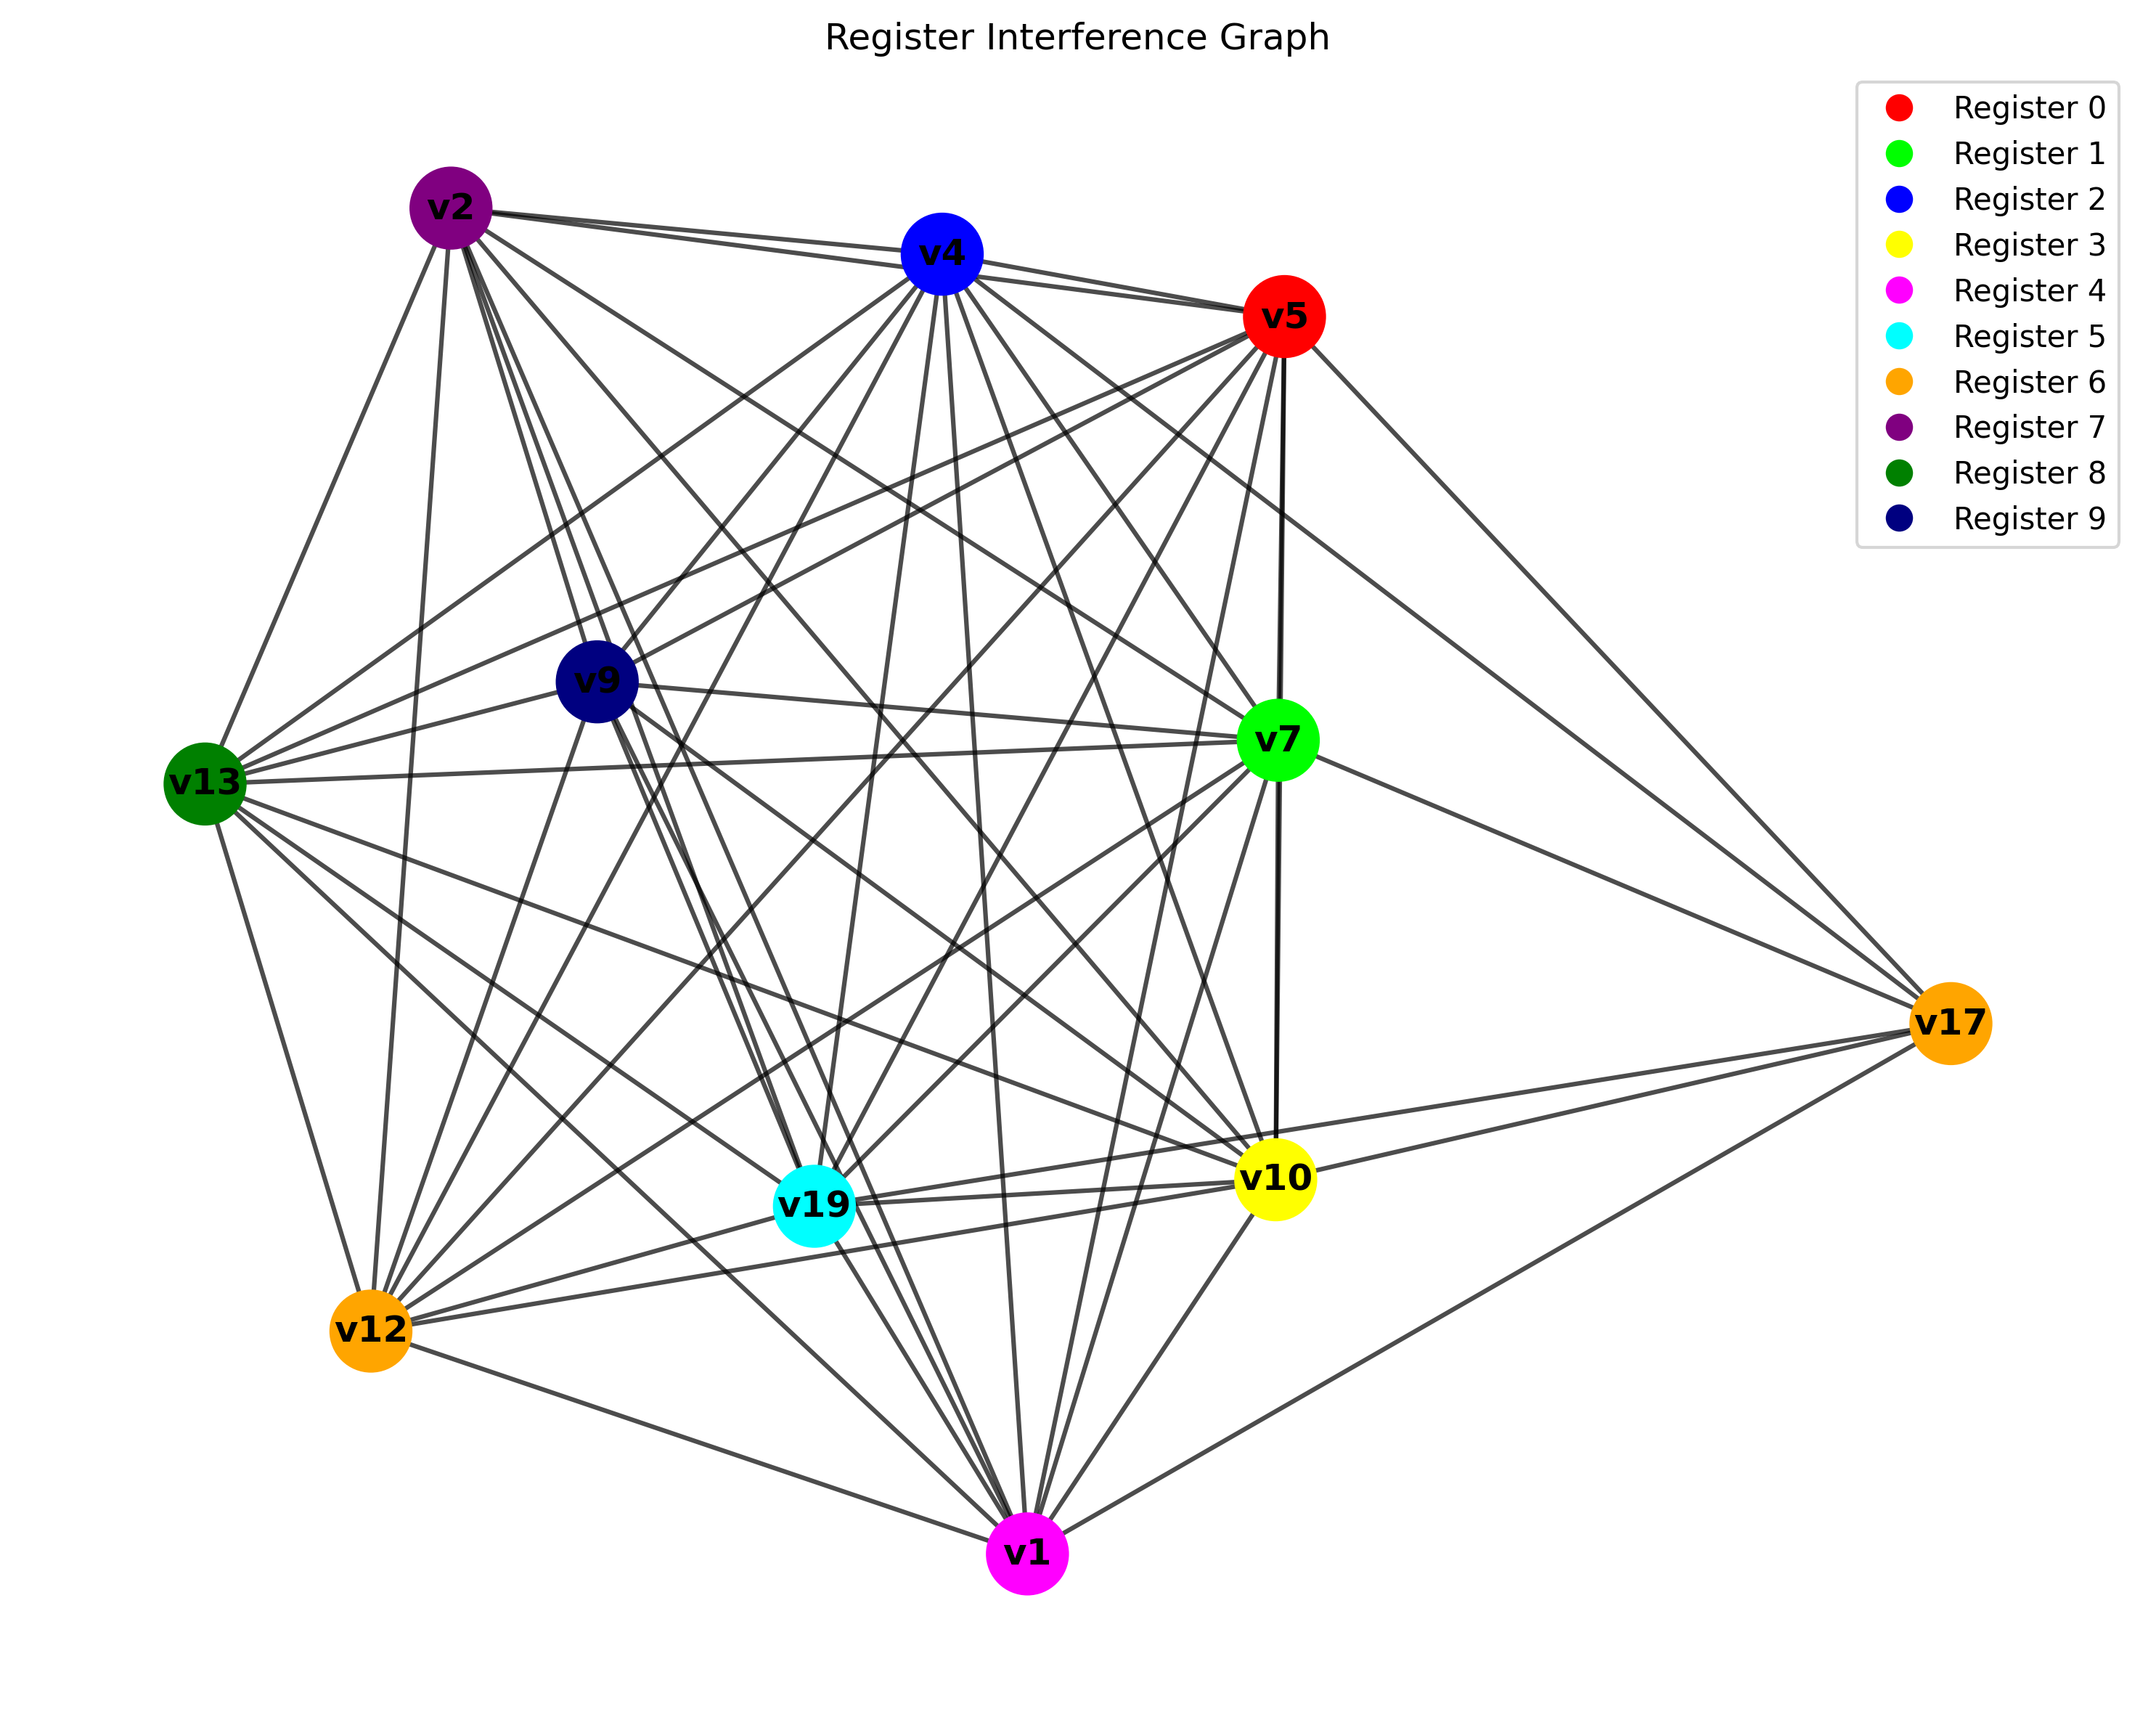 Register Interference Graph
Register 0
Register 1
Register 2
Register 3
Register 4
Register 5
Register 6
Register 7
Register 8
Register 9
v2
v4
v5
v9
v7
v13
v17
v10
v19
v12
v1